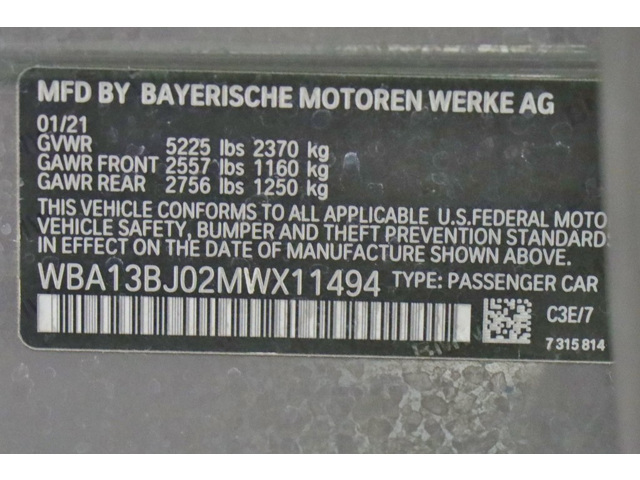 MFD BY BAYERISCHE MOTOREN WERKE AG
01/21
GVWR 5225 lbs 2370 kg
GAWR FRONT 2557 lbs 1160 kg
GAWR REAR 2756 lbs 1250 kg
THIS VEHICLE CONFORMS TO ALL APPLICABLE U.S.FEDERAL MOTO
VEHICLE SAFETY, BUMPER AND THEFT PREVENTION STANDAR
IN EFFECT ON THE DATE OF MANUFACTURE SHOWN ABOVE.
WBA13BJ02MWX11494 TYPE: PASSENGER CAR
C3E/7
7 315 814